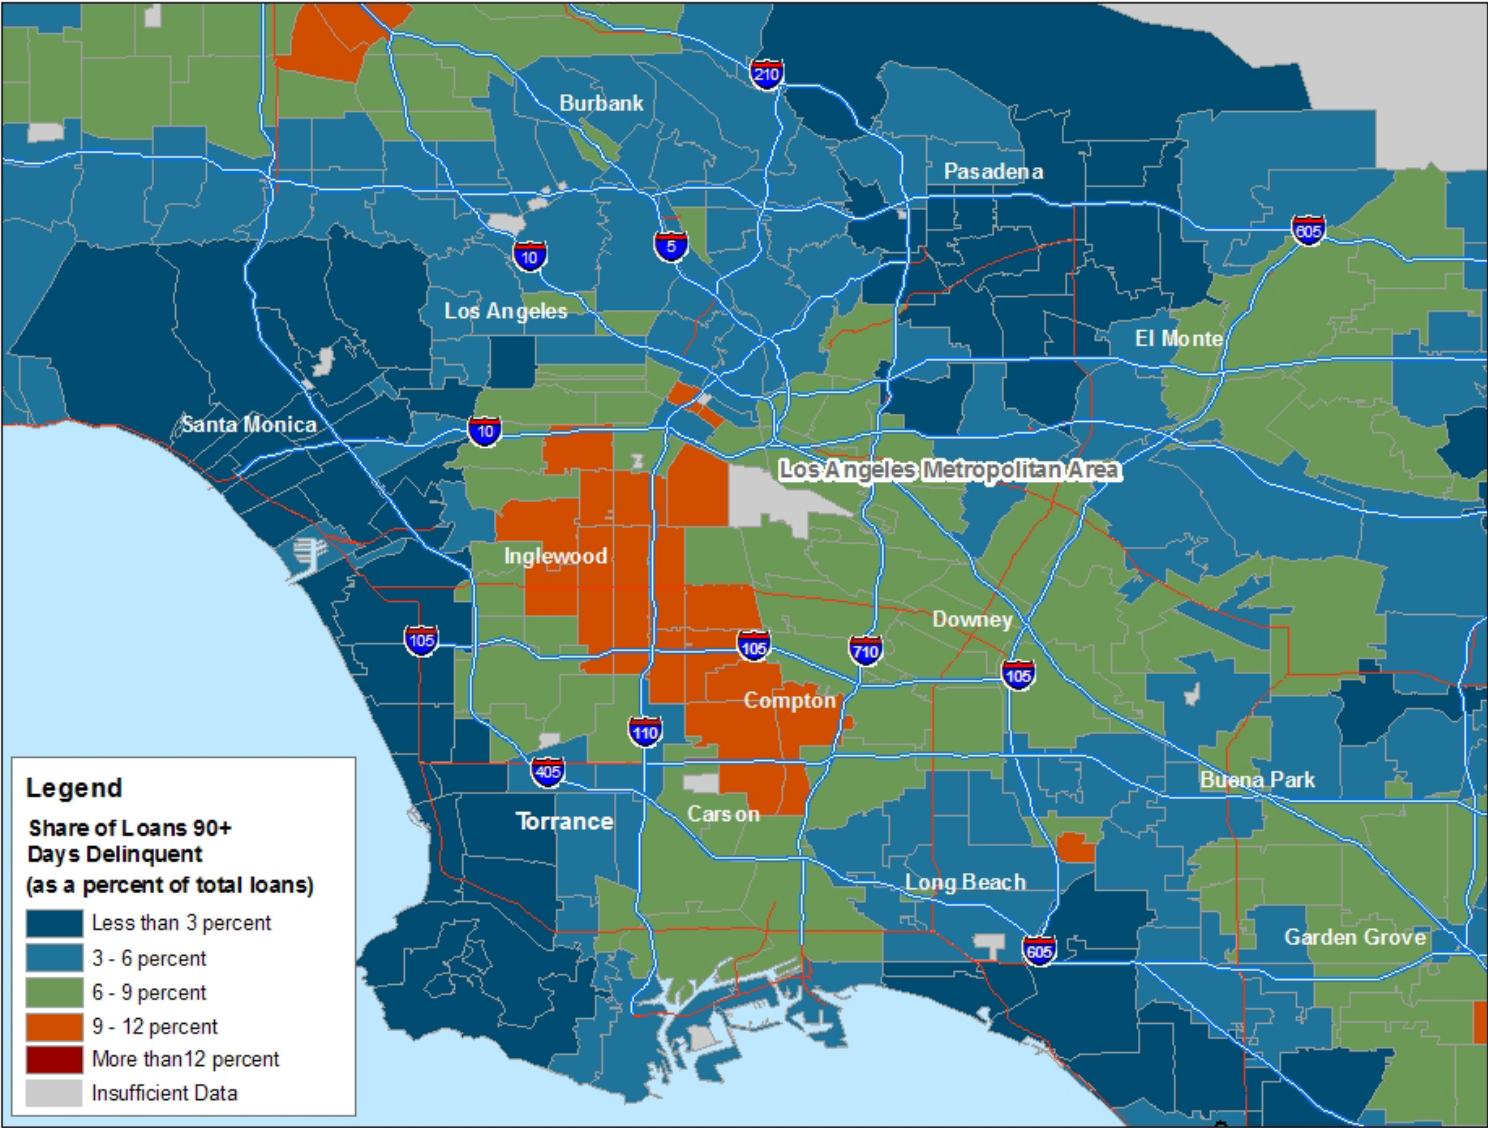 210
Burbank
Pasadena
605
5
10
Los Angeles
El Monte
Santa Monica
10
Los Angeles Metropolitan Area
Inglewood
Downey
105
105
710
105
Compton
110
405
Buena Park
Torrance
Carson
Long Beach
Garden Grove
605
Legend
Share of Loans 90+
Days Delinquent
(as a percent of total loans)
Less than 3 percent
3 - 6 percent
6 - 9 percent
9 - 12 percent
More than12 percent
Insufficient Data